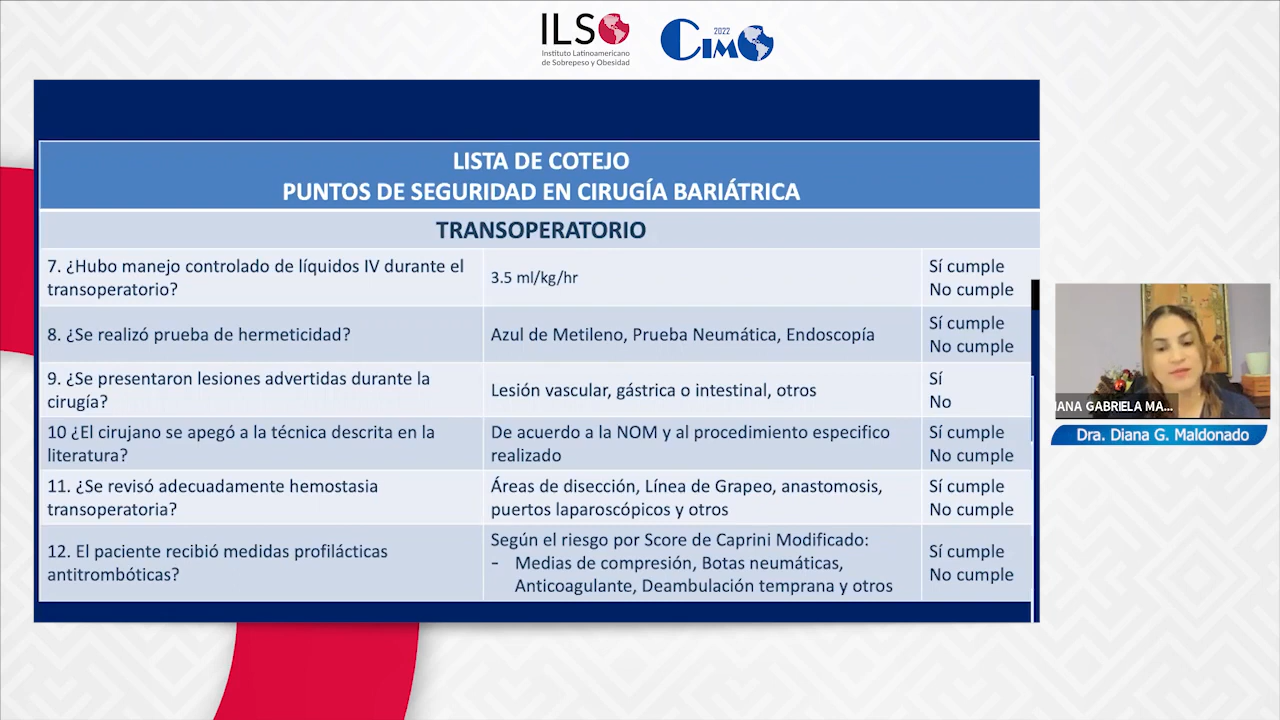 ILSO
Instituto Latinoamericano
de Sobrepeso y Obesidad
2022
CIMO
LISTA DE COTEJO
PUNTOS DE SEGURIDAD EN CIRUGÍA BARIÁTRICA
TRANSOPERATORIO
7. ¿Hubo manejo controlado de líquidos IV durante el
transoperatorio?
3.5 ml/kg/hr
Sí cumple
No cumple
8. ¿Se realizó prueba de hermeticidad?
Azul de Metileno, Prueba Neumática, Endoscopía
Sí cumple
No cumple
9. ¿Se presentaron lesiones advertidas durante la
cirugía?
Lesión vascular, gástrica o intestinal, otros
Sí
No
10 ¿El cirujano se apegó a la técnica descrita en la
literatura?
De acuerdo a la NOM y al procedimiento especifico
realizado
Sí cumple
No cumple
11. ¿Se revisó adecuadamente hemostasia
transoperatoria?
Áreas de disección, Línea de Grapeo, anastomosis,
puertos laparoscópicos y otros
Sí cumple
No cumple
12. El paciente recibió medidas profilácticas
antitrombóticas?
Según el riesgo por Score de Caprini Modificado:
- Medias de compresión, Botas neumáticas,
Anticoagulante, Deambulación temprana y otros
Sí cumple
No cumple
IANA GABRIELA MA...
Dra. Diana G. Maldonado